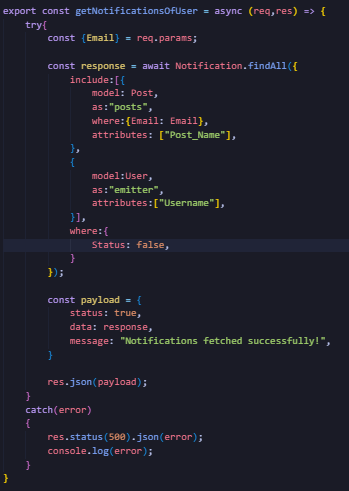 export const getNotificationsOfUser = async (req,res) => {
    try{
        const {Email} = req.params;

        const response = await Notification.findAll({
            include:[{
                model: Post,
                as:"posts",
                where:{Email: Email},
                attributes: ["Post_Name"],
            },
            {
                model:User,
                as:"emitter",
                attributes:["Username"],
            }],
            where:{
                Status: false,
            }
        });

        const payload = {
            status: true,
            data: response,
            message: "Notifications fetched successfully!",
        }

        res.json(payload);
    }
    catch(error)
    {
        res.status(500).json(error);
        console.log(error);
    }
}